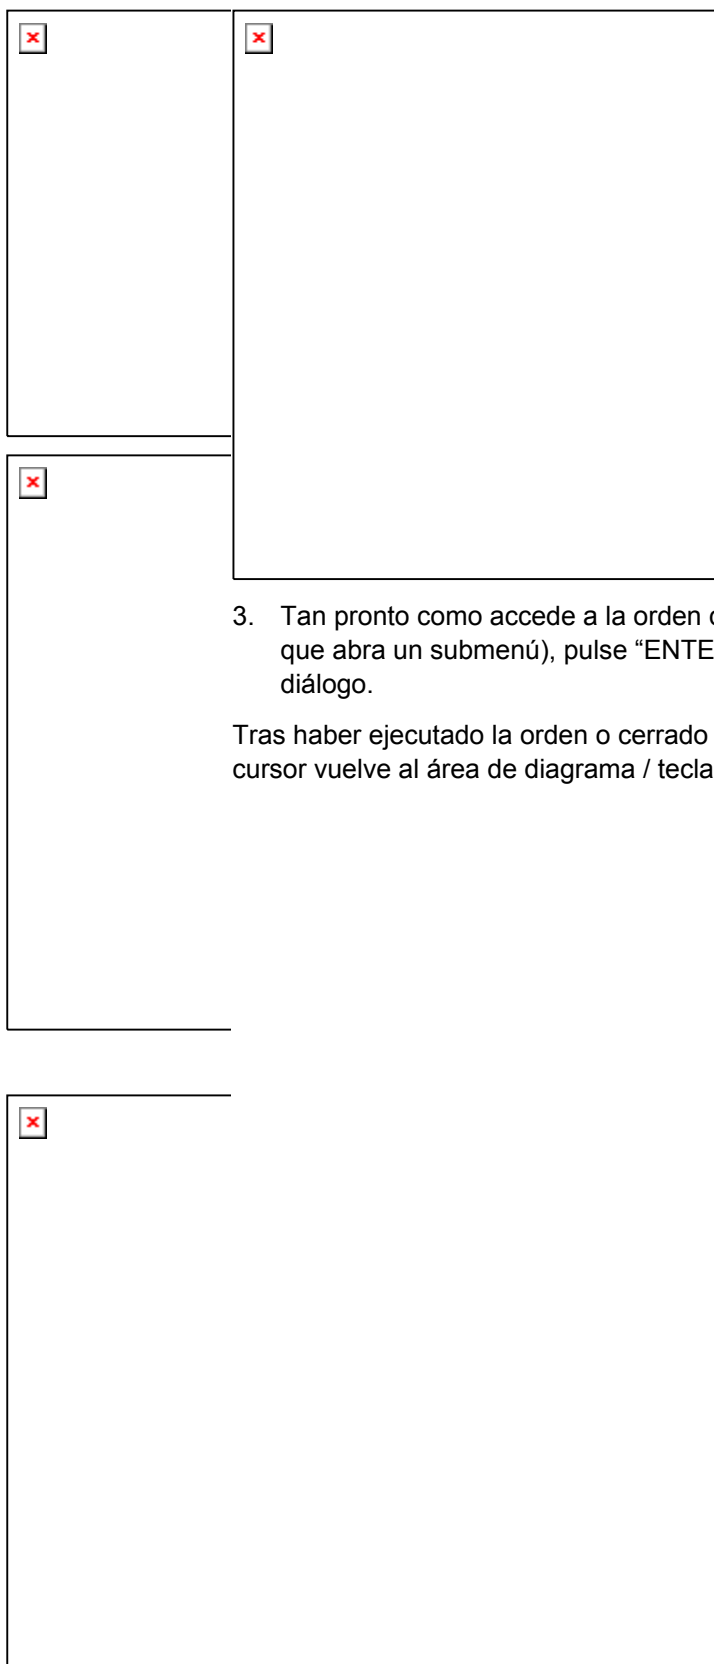 3. Tan pronto como accede a la orden
que abra un submenú), pulse “ENTE
diálogo.
Tras haber ejecutado la orden o cerrado
cursor vuelve al área de diagrama / tecla